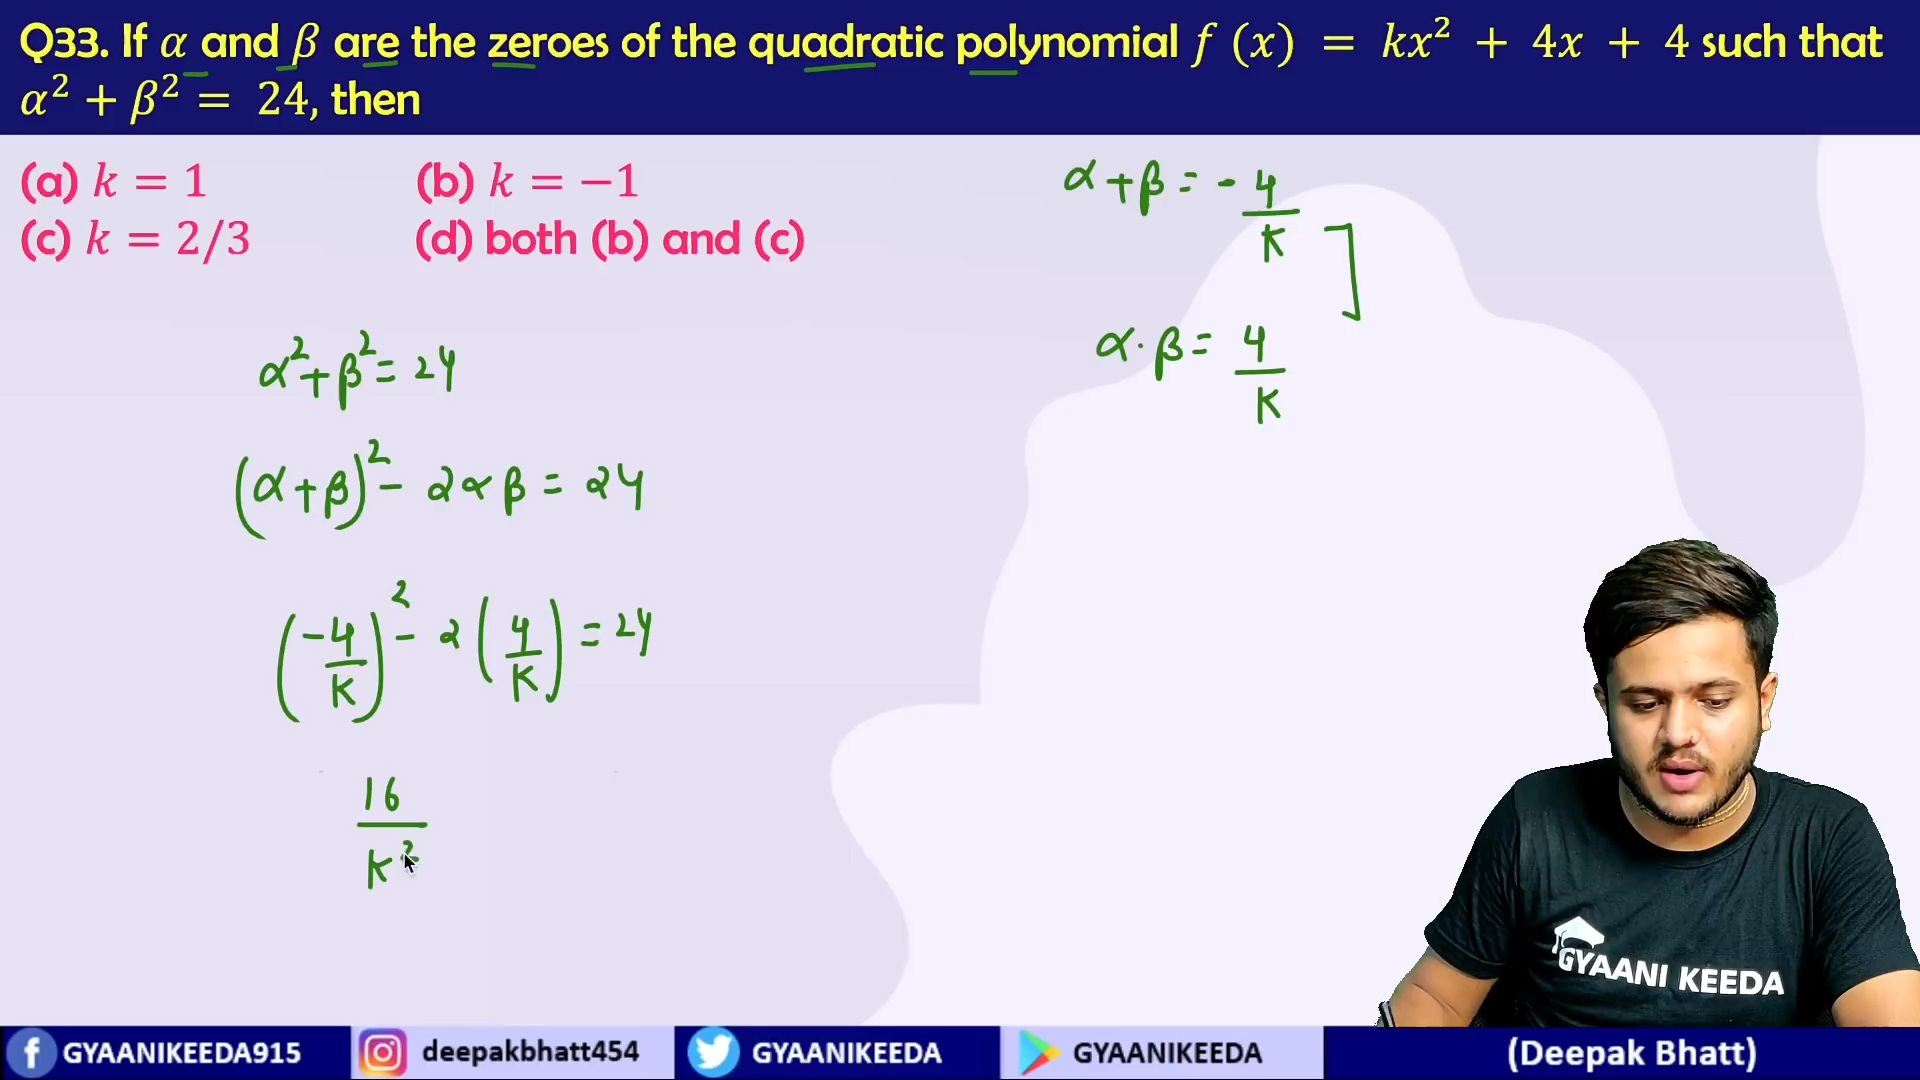 Q33. If α and β are the zeroes of the quadratic polynomial f (x) = kx² + 4x + 4 such that
α² + β² = 24, then
(a) k = 1 (b) k = −1
(c) k = 2/3 (d) both (b) and (c)
α + β = - 4/K
α · β = 4/K
α² + β² = 24
(α + β)² - 2αβ = 24
(-4/K)² - 2(4/K) = 24
16/K²
GYAANI KEEDA
GYAANIKEEDA915 deepakbhatt454 GYAANIKEEDA GYAANIKEEDA (Deepak Bhatt)